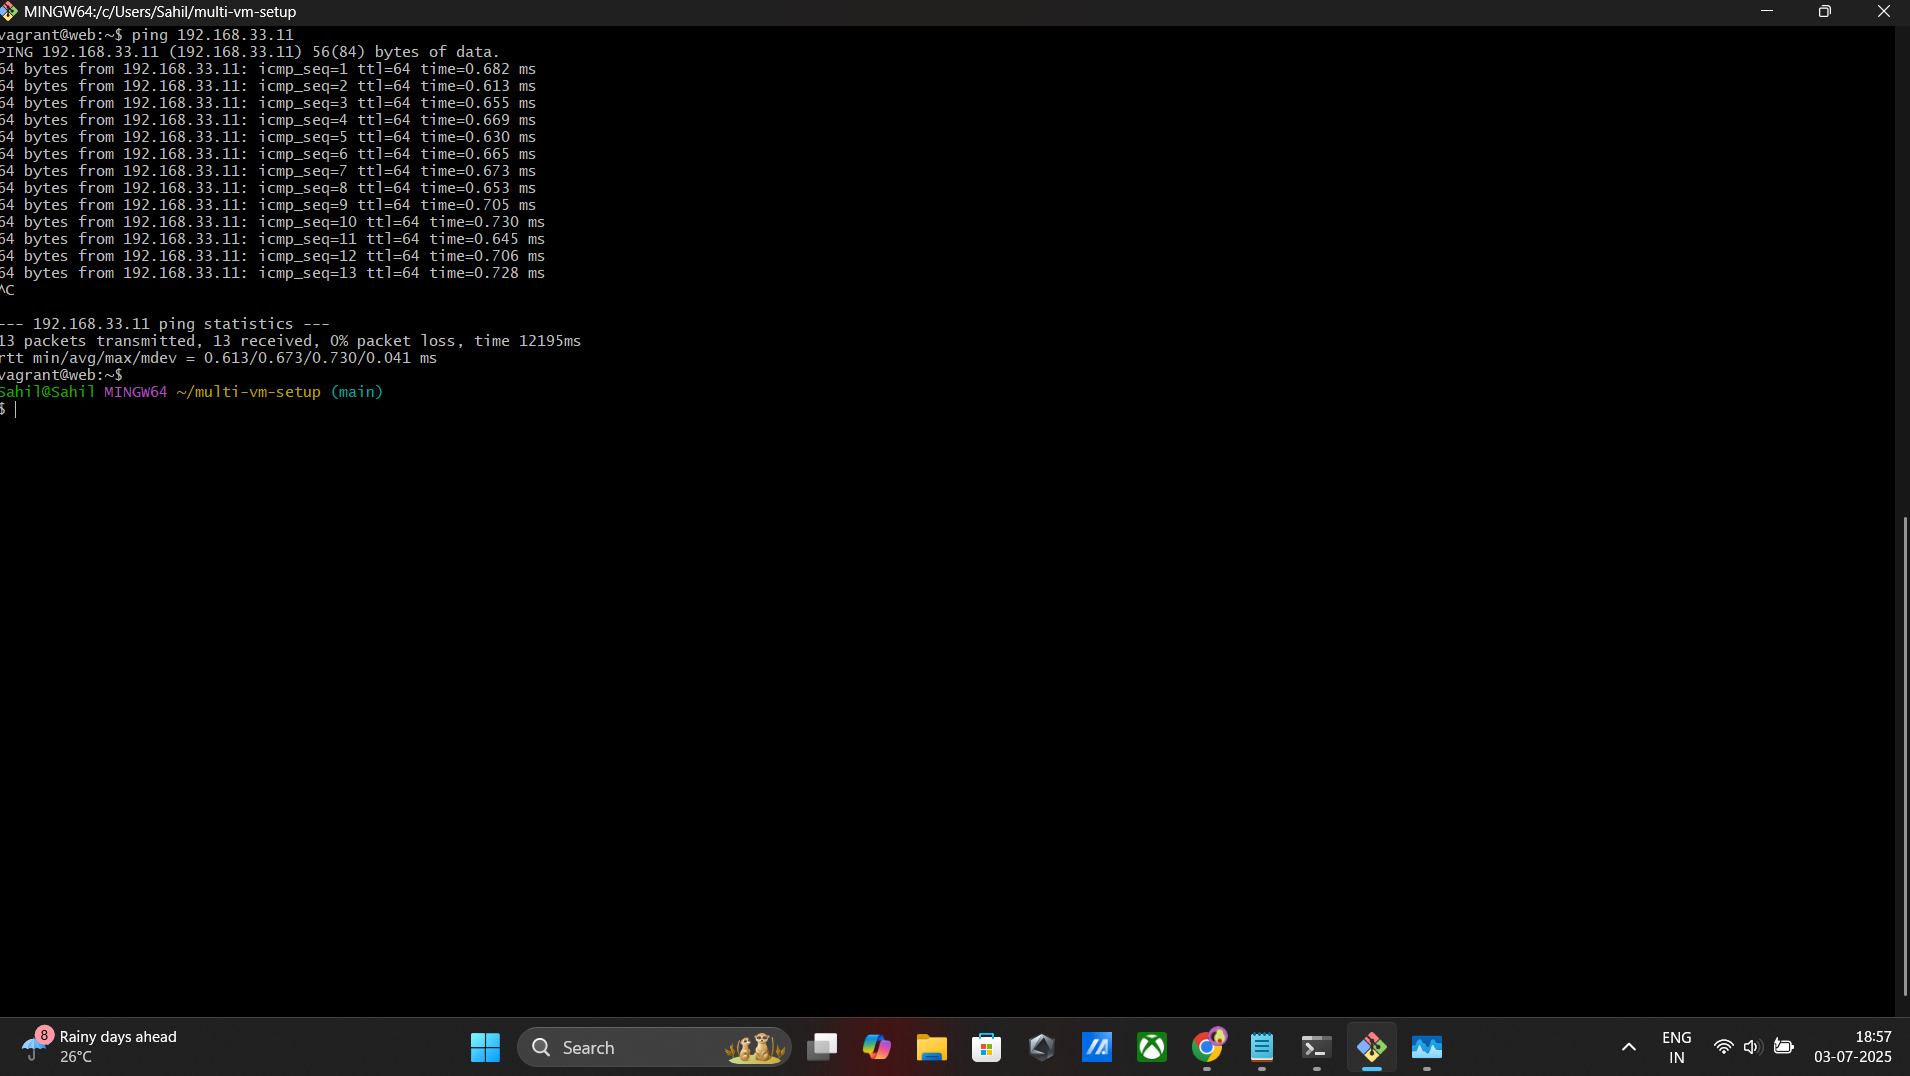 MINGW64:/c/Users/Sahil/multi-vm-setup
vagrant@web:~$ ping 192.168.33.11
PING 192.168.33.11 (192.168.33.11) 56(84) bytes of data.
64 bytes from 192.168.33.11: icmp_seq=1 ttl=64 time=0.682 ms
64 bytes from 192.168.33.11: icmp_seq=2 ttl=64 time=0.613 ms
64 bytes from 192.168.33.11: icmp_seq=3 ttl=64 time=0.655 ms
64 bytes from 192.168.33.11: icmp_seq=4 ttl=64 time=0.669 ms
64 bytes from 192.168.33.11: icmp_seq=5 ttl=64 time=0.630 ms
64 bytes from 192.168.33.11: icmp_seq=6 ttl=64 time=0.665 ms
64 bytes from 192.168.33.11: icmp_seq=7 ttl=64 time=0.673 ms
64 bytes from 192.168.33.11: icmp_seq=8 ttl=64 time=0.653 ms
64 bytes from 192.168.33.11: icmp_seq=9 ttl=64 time=0.705 ms
64 bytes from 192.168.33.11: icmp_seq=10 ttl=64 time=0.730 ms
64 bytes from 192.168.33.11: icmp_seq=11 ttl=64 time=0.645 ms
64 bytes from 192.168.33.11: icmp_seq=12 ttl=64 time=0.706 ms
64 bytes from 192.168.33.11: icmp_seq=13 ttl=64 time=0.728 ms
^C
--- 192.168.33.11 ping statistics ---
13 packets transmitted, 13 received, 0% packet loss, time 12195ms
rtt min/avg/max/mdev = 0.613/0.673/0.730/0.041 ms
vagrant@web:~$
Sahil@Sahil MINGW64 ~/multi-vm-setup (main)
$
8
Rainy days ahead
26°C
Search
ENG
IN
18:57
03-07-2025